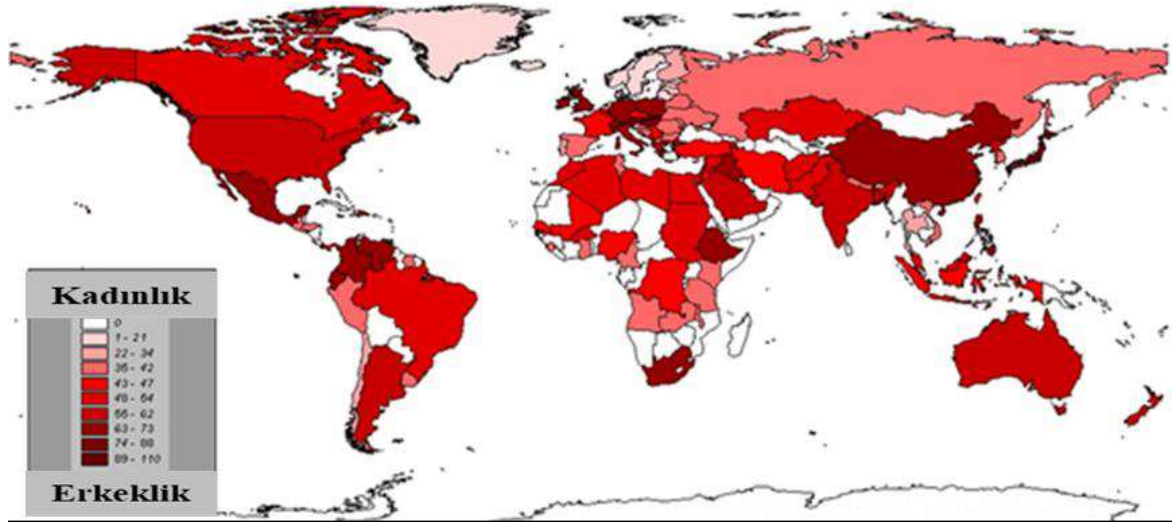 Kadınlık
0
1 - 21
22 - 34
35 - 42
43 - 47
48 - 54
55 - 62
63 - 73
74 - 88
89 - 110
Erkeklik